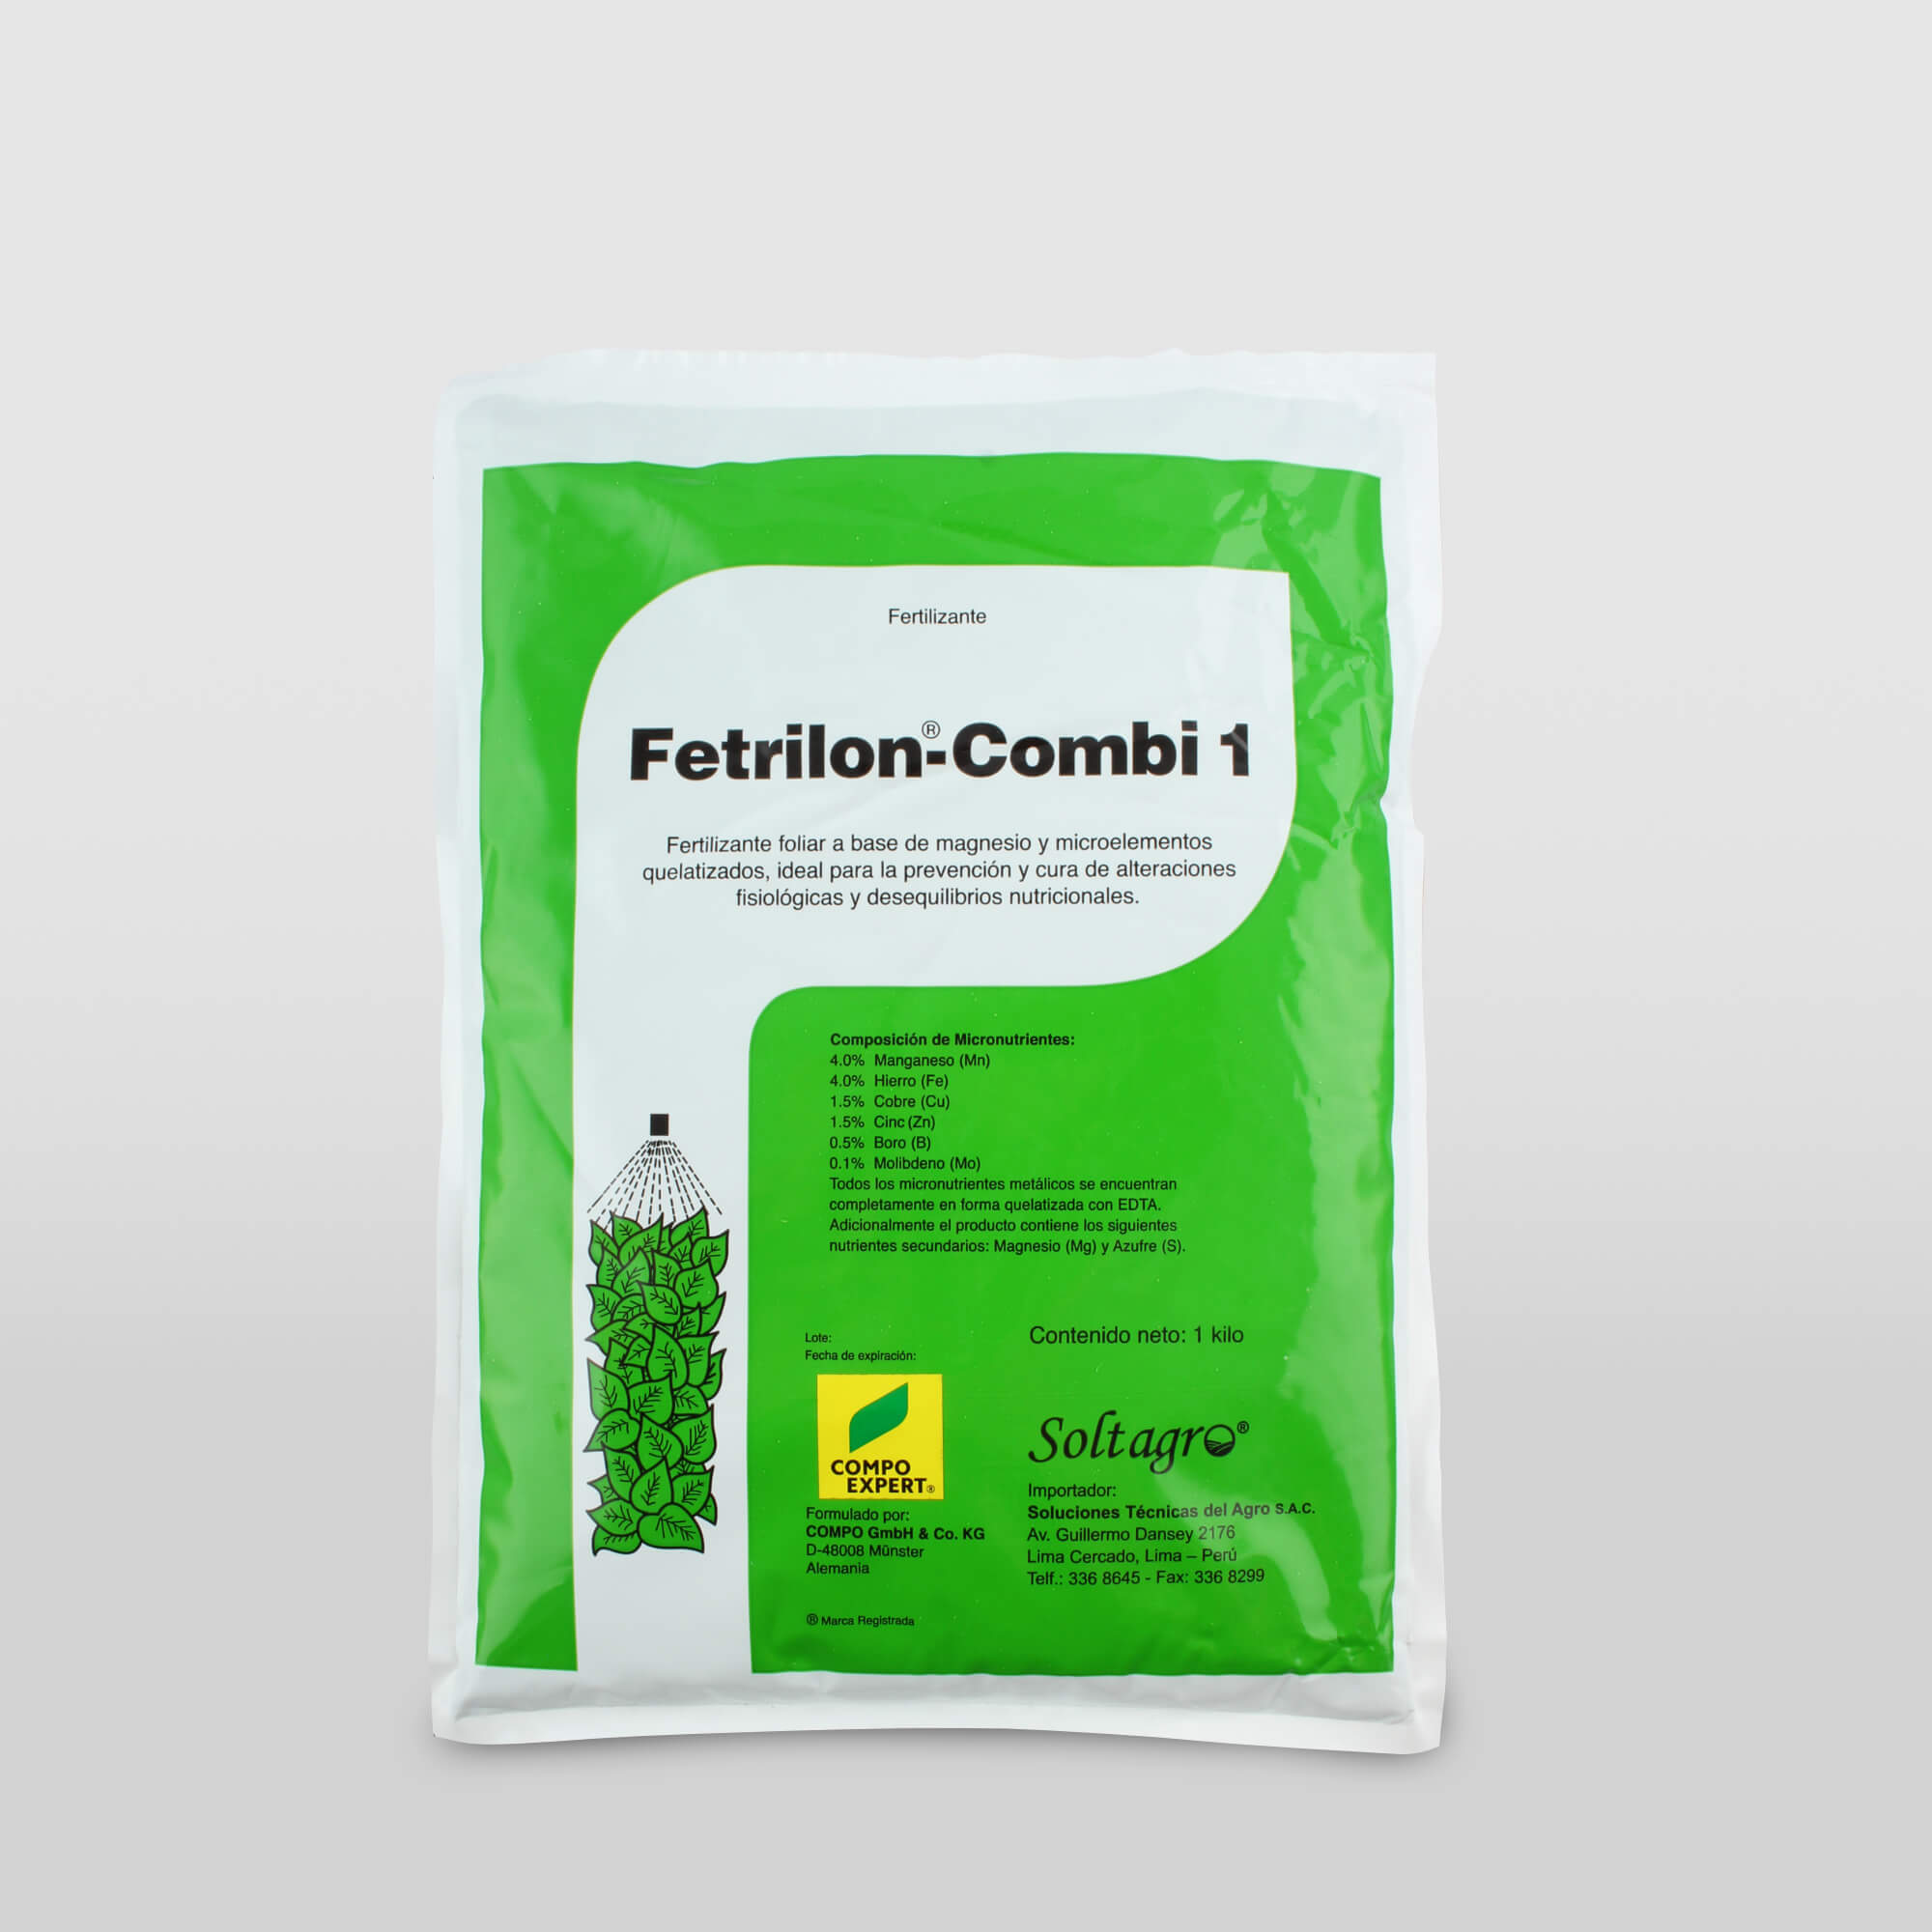 Fertilizante
Fetrilon®-Combi 1
Fertilizante foliar a base de magnesio y microelementos
quelatizados, ideal para la prevención y cura de alteraciones
fisiológicas y desequilibrios nutricionales.
Composición de Micronutrientes:
4.0% Manganeso (Mn)
4.0% Hierro (Fe)
1.5% Cobre (Cu)
1.5% Cinc (Zn)
0.5% Boro (B)
0.1% Molibdeno (Mo)
Todos los micronutrientes metálicos se encuentran
completamente en forma quelatizada con EDTA.
Adicionalmente el producto contiene los siguientes
nutrientes secundarios: Magnesio (Mg) y Azufre (S).
Lote:
Fecha de expiración:
Contenido neto: 1 kilo
COMPO
EXPERT®
Formulado por:
COMPO GmbH & Co. KG
D-48008 Münster
Alemania
® Marca Registrada
Soltagro®
Importador:
Soluciones Técnicas del Agro S.A.C.
Av. Guillermo Dansey 2176
Lima Cercado, Lima – Perú
Telf.: 336 8645 - Fax: 336 8299